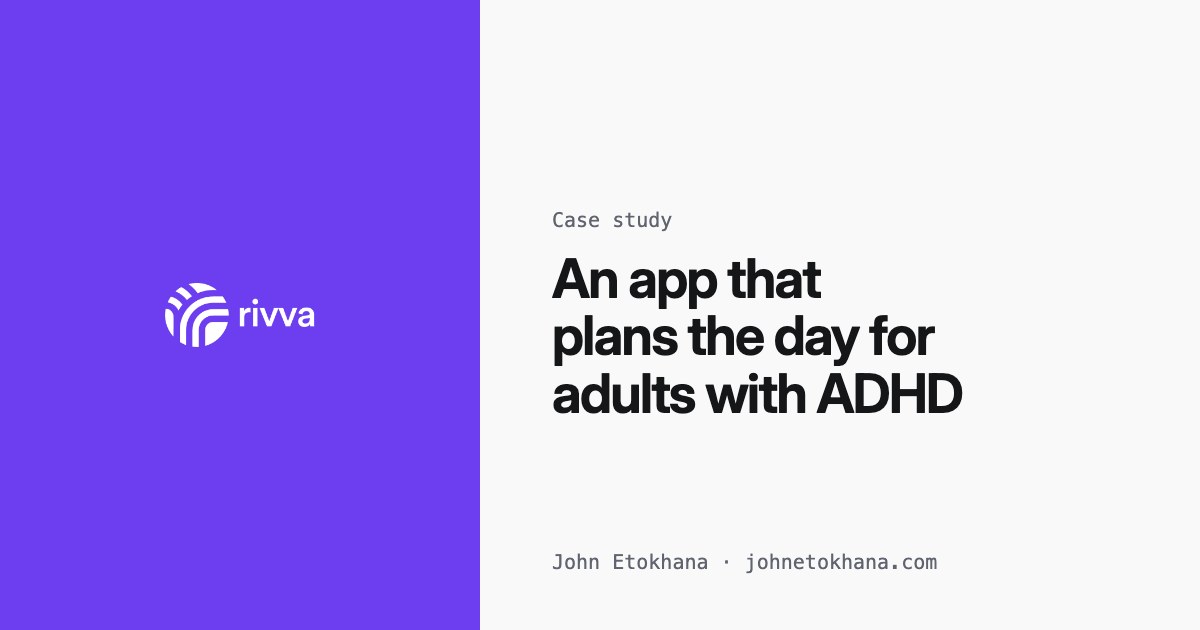 rivva
Case study
An app that
plans the day for
adults with ADHD
John Etokhana · johnetokhana.com